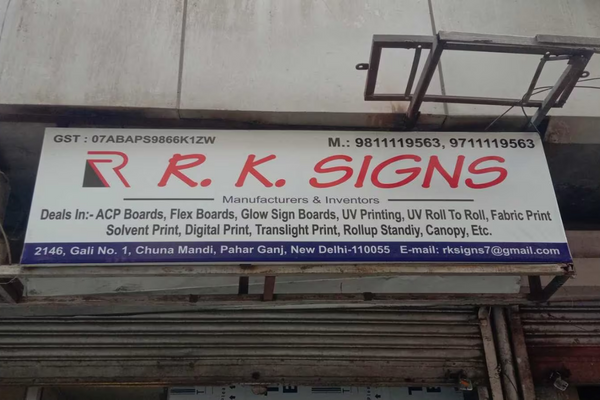 GST : 07ABAPS9866K1ZW
M.: 9811119563, 9711119563
R R. K. SIGNS
Manufacturers & Inventors
Deals In:- ACP Boards, Flex Boards, Glow Sign Boards, UV Printing, UV Roll To Roll, Fabric Print
Solvent Print, Digital Print, Translight Print, Rollup Standiy, Canopy, Etc.
2146, Gali No. 1, Chuna Mandi, Pahar Ganj, New Delhi-110055 E-mail: rksigns7@gmail.com